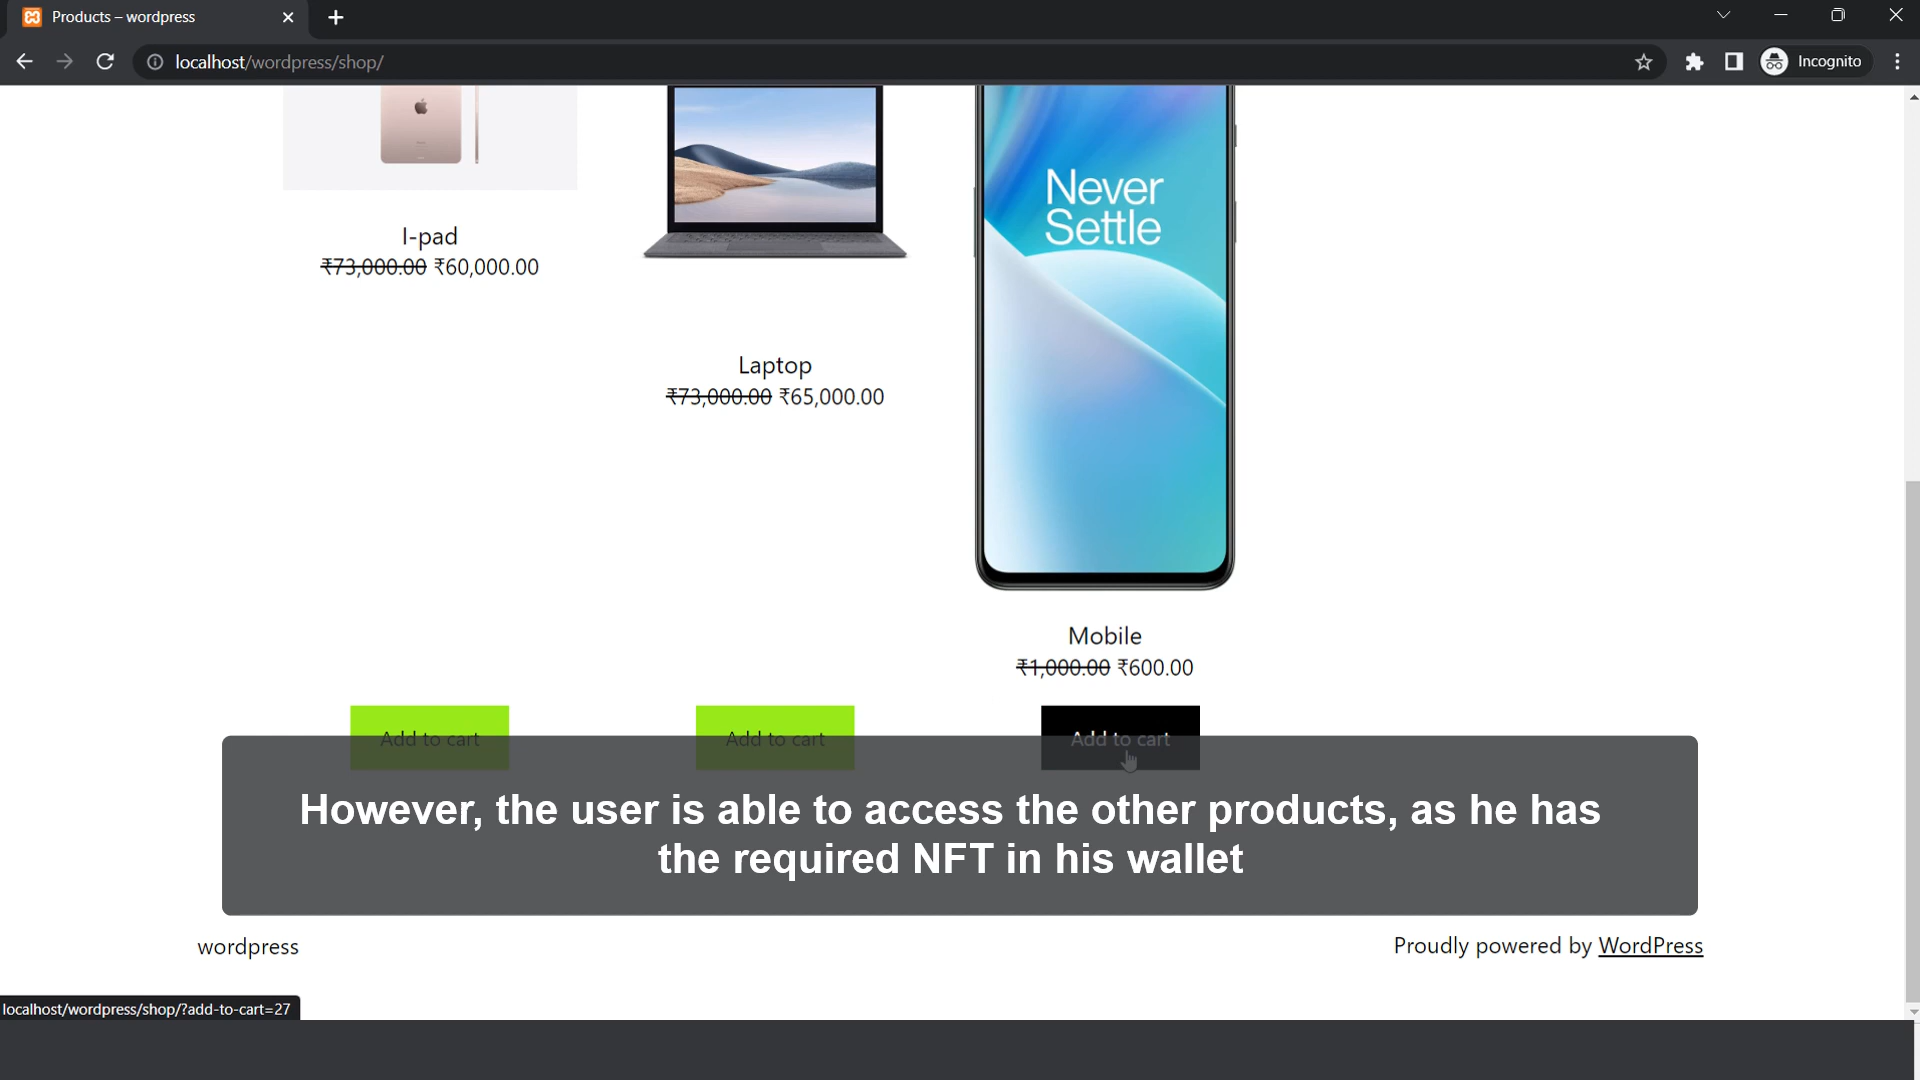 Products – wordpress
localhost/wordpress/shop/
Incognito
Never
Settle
I-pad
₹73,000.00 ₹60,000.00
Laptop
₹73,000.00 ₹65,000.00
Mobile
₹1,000.00 ₹600.00
Add to cart
Add to cart
Add to cart
However, the user is able to access the other products, as he has
the required NFT in his wallet
wordpress
Proudly powered by WordPress
localhost/wordpress/shop/?add-to-cart=27